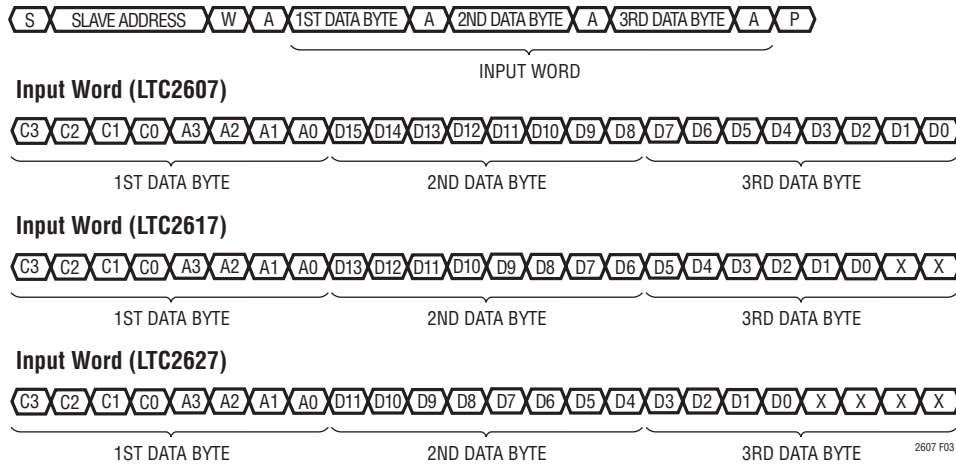 S SLAVE ADDRESS W A 1ST DATA BYTE A 2ND DATA BYTE A 3RD DATA BYTE A P
INPUT WORD
Input Word (LTC2607)
C3 C2 C1 C0 A3 A2 A1 A0 D15 D14 D13 D12 D11 D10 D9 D8 D7 D6 D5 D4 D3 D2 D1 D0
1ST DATA BYTE 2ND DATA BYTE 3RD DATA BYTE
Input Word (LTC2617)
C3 C2 C1 C0 A3 A2 A1 A0 D13 D12 D11 D10 D9 D8 D7 D6 D5 D4 D3 D2 D1 D0 X X
1ST DATA BYTE 2ND DATA BYTE 3RD DATA BYTE
Input Word (LTC2627)
C3 C2 C1 C0 A3 A2 A1 A0 D11 D10 D9 D8 D7 D6 D5 D4 D3 D2 D1 D0 X X X X
1ST DATA BYTE 2ND DATA BYTE 3RD DATA BYTE 2607 F03